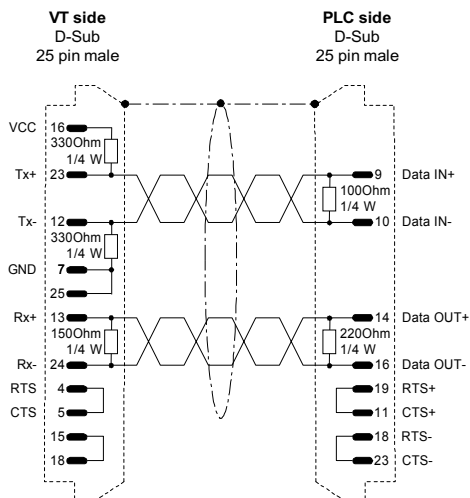 VT side
D-Sub
25 pin male
PLC side
D-Sub
25 pin male
VCC 16
330Ohm
1/4 W
Tx+ 23
9 Data IN+
100Ohm
1/4 W
Tx- 12
10 Data IN-
330Ohm
1/4 W
GND 7
25
Rx+ 13
14 Data OUT+
150Ohm
1/4 W
220Ohm
1/4 W
Rx- 24
16 Data OUT-
RTS 4
19 RTS+
CTS 5
11 CTS+
15
18 RTS-
18
23 CTS-